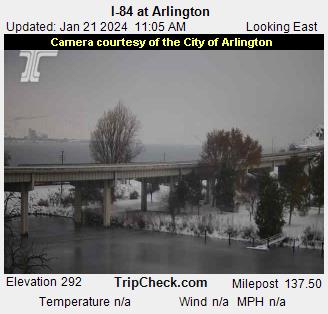 I-84 at Arlington
Updated: Jan 21 2024 11:05 AM Looking East
Camera courtesy of the City of Arlington
Elevation 292 TripCheck.com Milepost 137.50
Temperature n/a Wind n/a MPH n/a